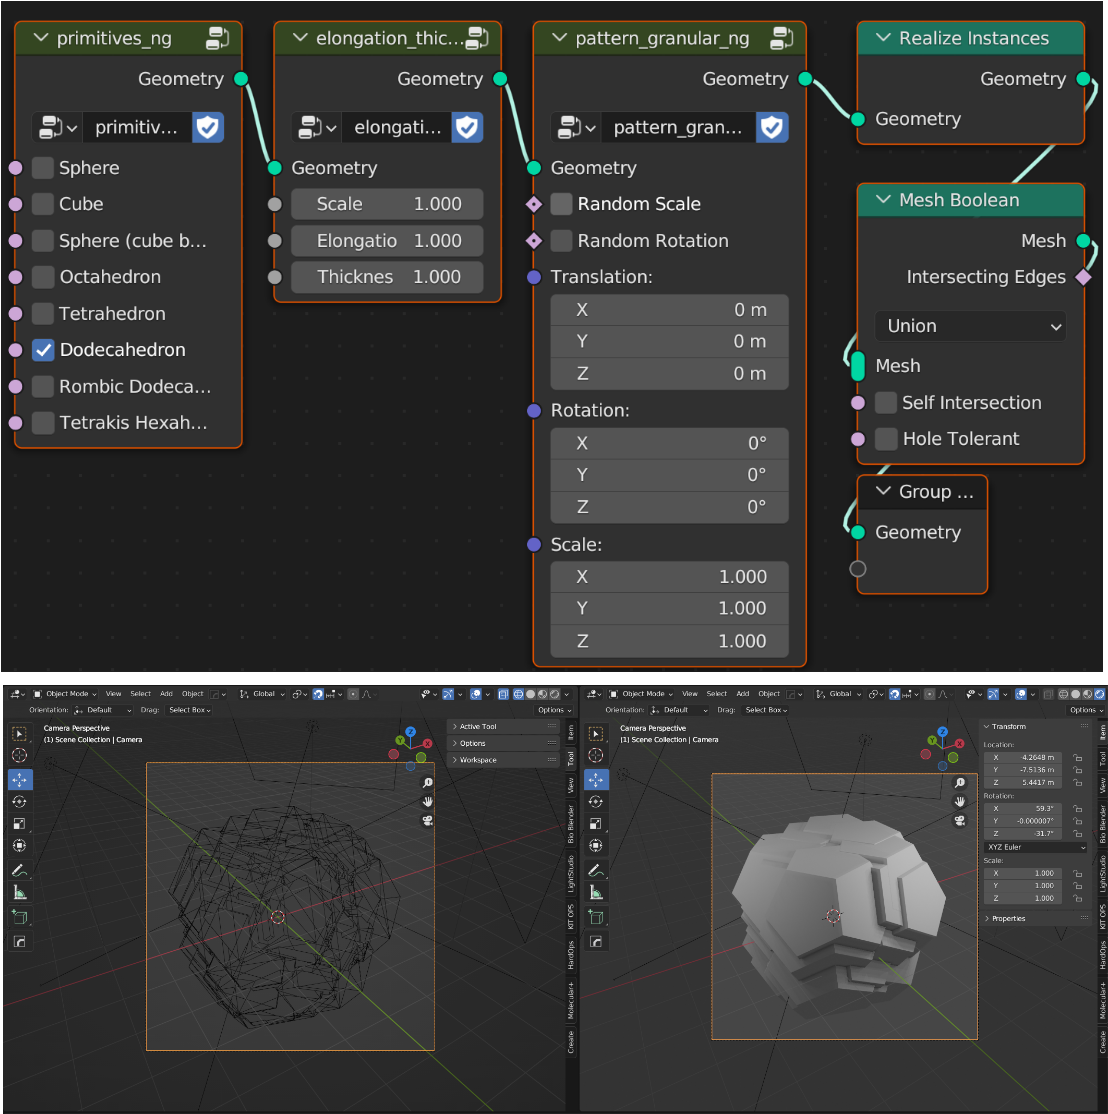 primitives_ng
Geometry
primitiv...
Sphere
Cube
Sphere (cube b...
Octahedron
Tetrahedron
Dodecahedron
Rombic Dodeca...
Tetrakis Hexah...
elongation_thic...
Geometry
elongati...
Geometry
Scale 1.000
Elongatio 1.000
Thicknes 1.000
pattern_granular_ng
Geometry
pattern_gran...
Geometry
Random Scale
Random Rotation
Translation:
X 0 m
Y 0 m
Z 0 m
Rotation:
X 0°
Y 0°
Z 0°
Scale:
X 1.000
Y 1.000
Z 1.000
Realize Instances
Geometry
Geometry
Mesh Boolean
Mesh
Intersecting Edges
Union
Mesh
Self Intersection
Hole Tolerant
Group ...
Geometry
Object Mode View Select Add Object Global
Orientation: Default Drag: Select Box Options
Camera Perspective
(1) Scene Collection | Camera
Z
Y
X
Active Tool
Options
Workspace
Item
Tool
View
Bio Blender
LightStudio
KIT OPS
HardOps
Molecular+
Create
Object Mode View Select Add Object Global
Orientation: Default Drag: Select Box Options
Camera Perspective
(1) Scene Collection | Camera
Z
Y
X
Transform
Location:
X 4.2648 m
Y -7.5136 m
Z 5.4417 m
Rotation:
X 59.3°
Y -0.000007°
Z -31.7°
XYZ Euler
Scale:
X 1.000
Y 1.000
Z 1.000
Properties
Item
Tool
View
Bio Blender
LightStudio
KIT OPS
HardOps
Molecular+
Create